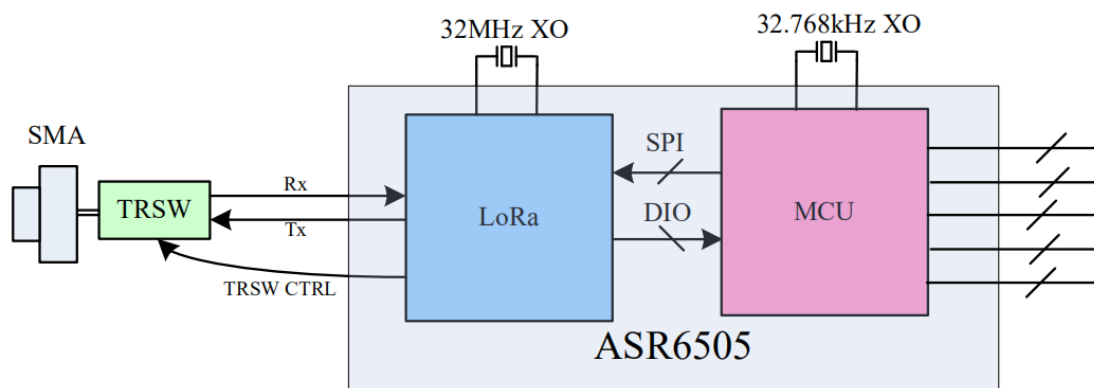 32MHz XO
32.768kHz XO
SMA
TRSW
Rx
Tx
TRSW CTRL
LoRa
SPI
DIO
MCU
ASR6505